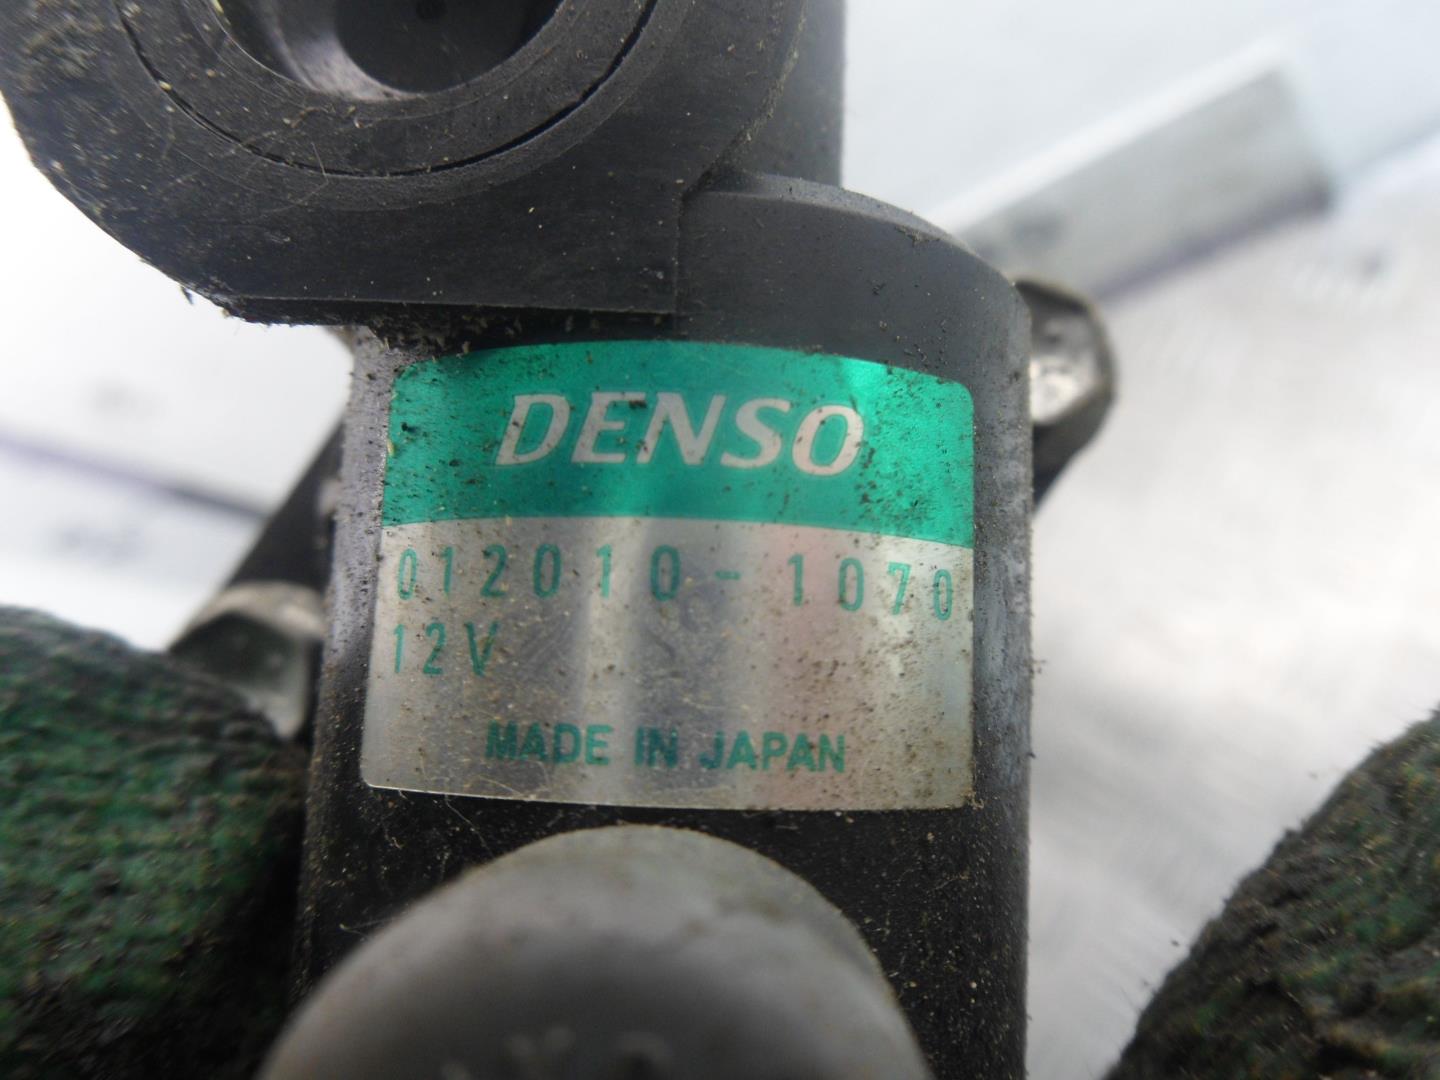 DENSO
012010-1070
12V
MADE IN JAPAN